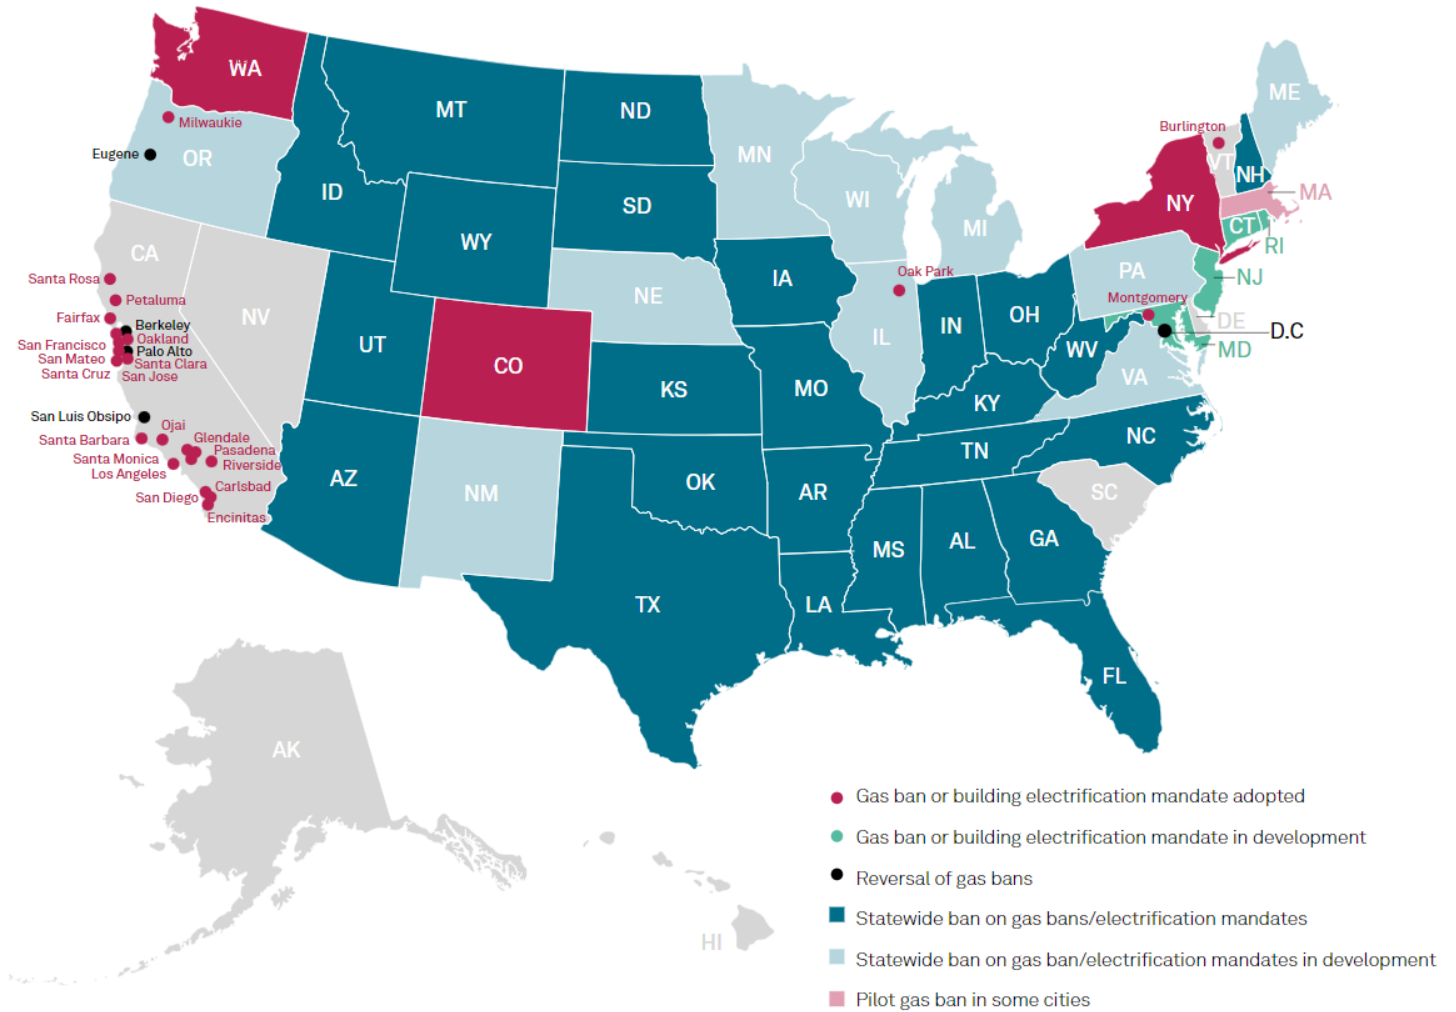 WA
MT
ND
MN
ME
Milwaukie
Burlington
Eugene
OR
ID
SD
WI
MI
VT
NH
NY
MA
WY
CA
CT
RI
IA
NE
PA
NJ
Santa Rosa
Oak Park
Petaluma
Montgomery
NV
Fairfax
Berkeley
Oakland
UT
IL
IN
OH
DE
D.C
San Francisco
Palo Alto
WV
MD
San Mateo
Santa Clara
Santa Cruz
San Jose
CO
KS
MO
KY
VA
San Luis Obsipo
Ojai
Santa Barbara
Glendale
Pasadena
TN
NC
Santa Monica
Riverside
Los Angeles
AZ
NM
OK
AR
SC
Carlsbad
San Diego
Encinitas
MS
AL
GA
TX
LA
FL
AK
HI
Gas ban or building electrification mandate adopted
Gas ban or building electrification mandate in development
Reversal of gas bans
Statewide ban on gas bans/electrification mandates
Statewide ban on gas ban/electrification mandates in development
Pilot gas ban in some cities